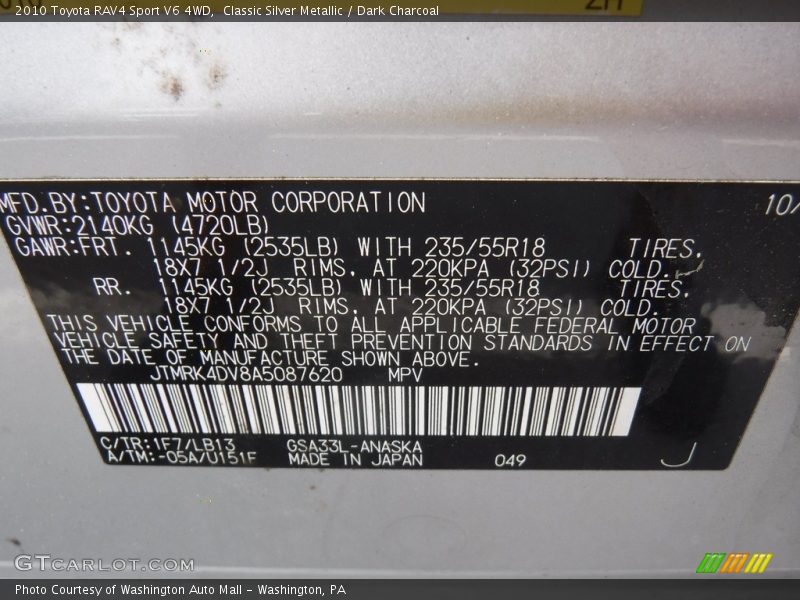 2010 Toyota RAV4 Sport V6 4WD, Classic Silver Metallic / Dark Charcoal
MFD.BY:TOYOTA MOTOR CORPORATION 10/
GVWR:2140KG (4720LB)
GAWR:FRT. 1145KG (2535LB) WITH 235/55R18 TIRES,
18X7 1/2J RIMS, AT 220KPA (32PSI) COLD.
RR. 1145KG (2535LB) WITH 235/55R18 TIRES,
18X7 1/2J RIMS, AT 220KPA (32PSI) COLD.
THIS VEHICLE CONFORMS TO ALL APPLICABLE FEDERAL MOTOR
VEHICLE SAFETY AND THEFT PREVENTION STANDARDS IN EFFECT ON
THE DATE OF MANUFACTURE SHOWN ABOVE.
JTMRK4DV8A5087620 MPV
C/TR:1F7/LB13 GSA33L-ANASKA
A/TM:-05A/U151F MADE IN JAPAN 049 J
GTCARLOT.COM
Photo Courtesy of Washington Auto Mall - Washington, PA